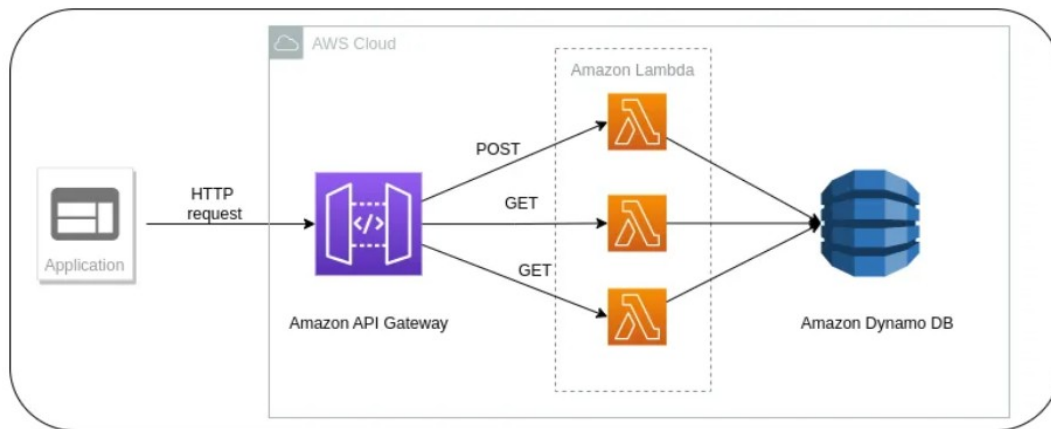 AWS Cloud
Amazon Lambda
POST
HTTP
request
GET
GET
Application
Amazon API Gateway
Amazon Dynamo DB